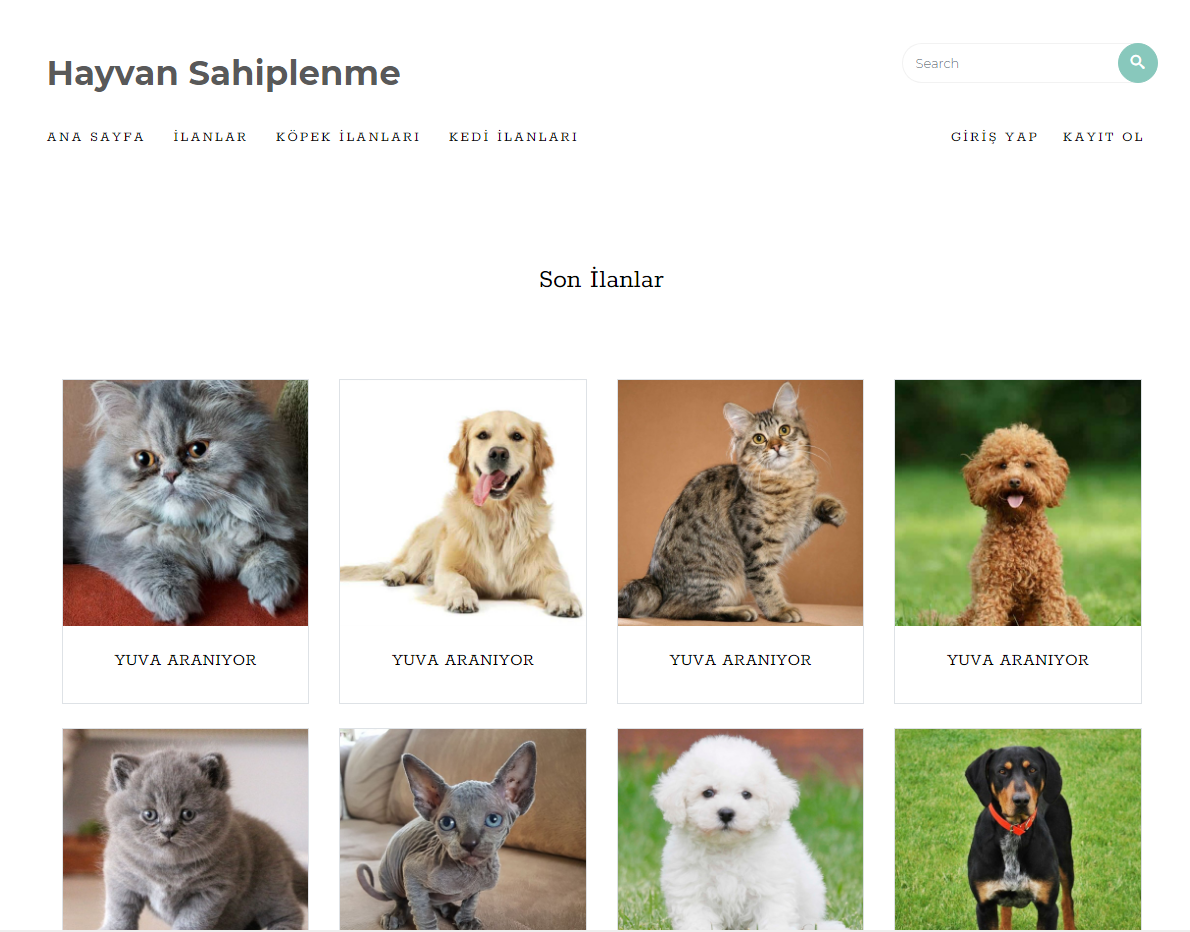 Hayvan Sahiplenme
Search
ANA SAYFA İLANLAR KÖPEK İLANLARI KEDİ İLANLARI GİRİŞ YAP KAYIT OL
Son İlanlar
YUVA ARANIYOR YUVA ARANIYOR YUVA ARANIYOR YUVA ARANIYOR